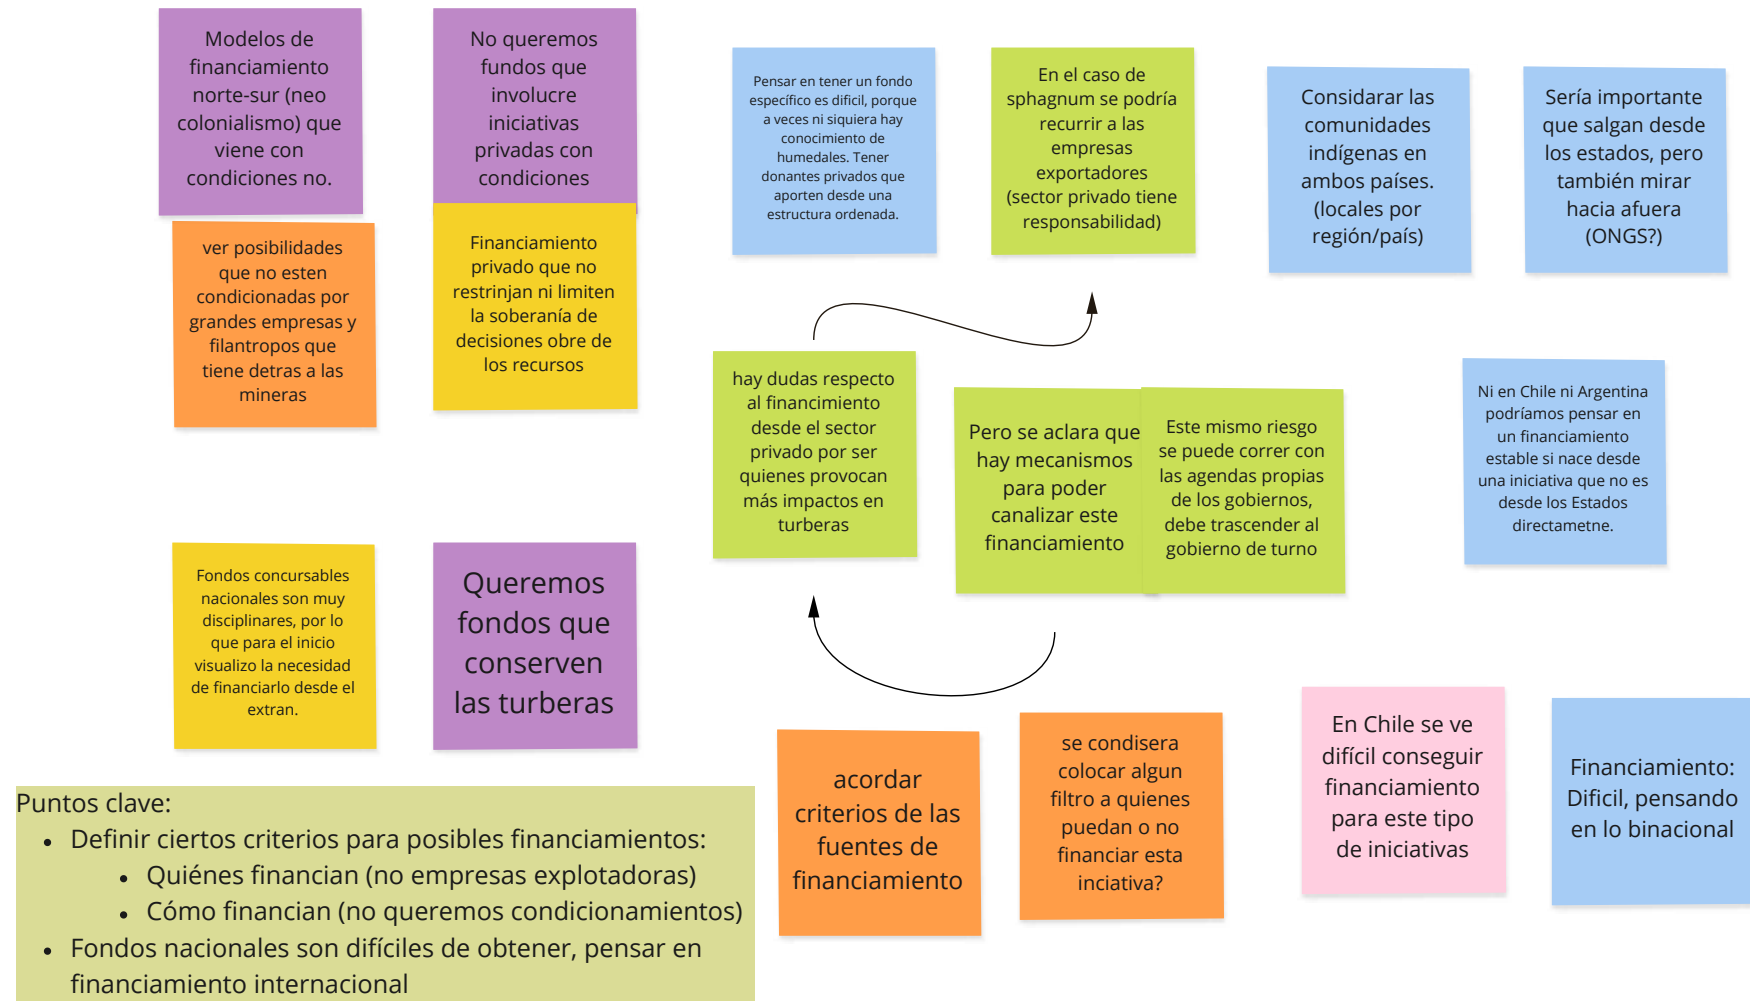 Modelos de
financiamiento
norte-sur (neo
colonialismo) que
viene con
condiciones no.
No queremos
fundos que
involucre
iniciativas
privadas con
condiciones
Pensar en tener un fondo
específico es dificil, porque
a veces ni siquiera hay
conocimiento de
humedales. Tener
donantes privados que
aporten desde una
estructura ordenada.
En el caso de
sphagnum se podría
recurrir a las
empresas
exportadores
(sector privado tiene
responsabilidad)
Considarar las
comunidades
indígenas en
ambos países.
(locales por
región/país)
Sería importante
que salgan desde
los estados, pero
también mirar
hacia afuera
(ONGS?)
ver posibilidades
que no esten
condicionadas por
grandes empresas y
filantropos que
tiene detras a las
mineras
Financiamiento
privado que no
restrinjan ni limiten
la soberanía de
decisiones obre de
los recursos
hay dudas respecto
al financimiento
desde el sector
privado por ser
quienes provocan
más impactos en
turberas
Pero se aclara que
hay mecanismos
para poder
canalizar este
financiamiento
Este mismo riesgo
se puede correr con
las agendas propias
de los gobiernos,
debe trascender al
gobierno de turno
Ni en Chile ni Argentina
podríamos pensar en
un financiamiento
estable si nace desde
una iniciativa que no es
desde los Estados
directametne.
Fondos concursables
nacionales son muy
disciplinares, por lo
que para el inicio
visualizo la necesidad
de financiarlo desde el
extran.
Queremos
fondos que
conserven
las turberas
acordar
criterios de las
fuentes de
financiamiento
se condisera
colocar algun
filtro a quienes
puedan o no
financiar esta
inciativa?
En Chile se ve
difícil conseguir
financiamiento
para este tipo
de iniciativas
Financiamiento:
Dificil, pensando
en lo binacional
Puntos clave:
• Definir ciertos criterios para posibles financiamientos:
• Quiénes financian (no empresas explotadoras)
• Cómo financian (no queremos condicionamientos)
• Fondos nacionales son difíciles de obtener, pensar en
financiamiento internacional